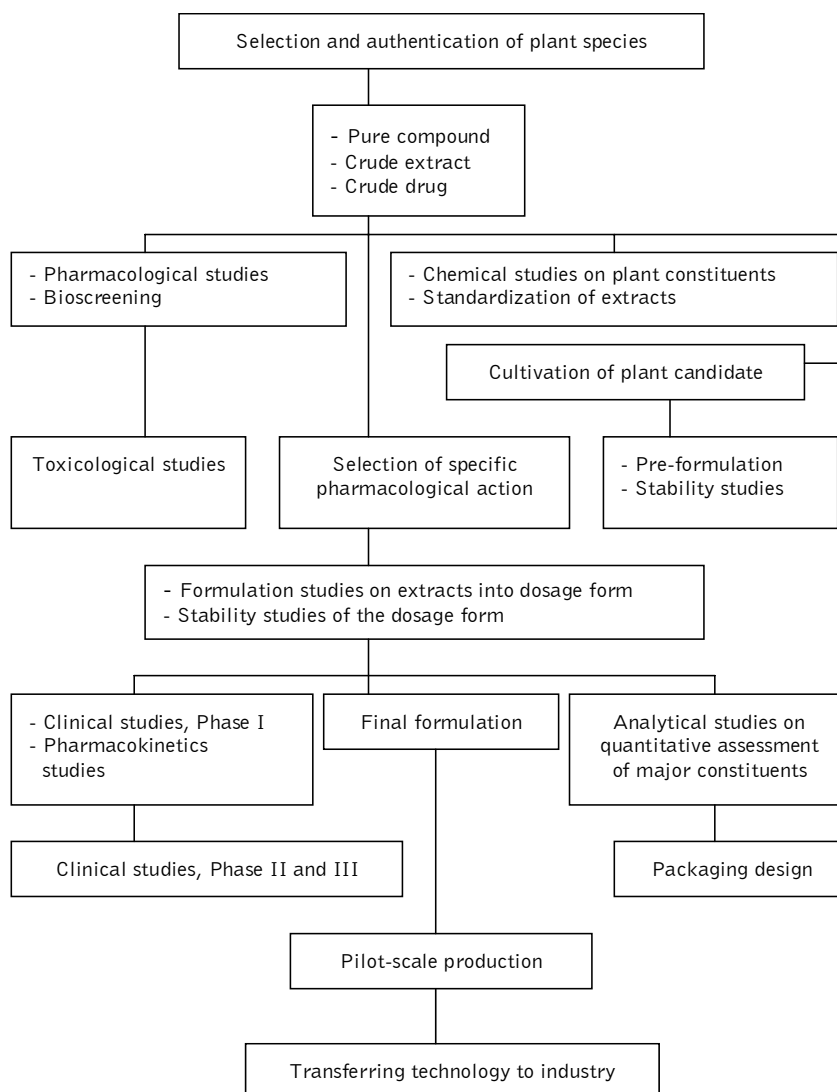 Selection and authentication of plant species
- Pure compound
- Crude extract
- Crude drug
- Pharmacological studies
- Bioscreening
- Chemical studies on plant constituents
- Standardization of extracts
Cultivation of plant candidate
Toxicological studies
Selection of specific
pharmacological action
- Pre-formulation
- Stability studies
- Formulation studies on extracts into dosage form
- Stability studies of the dosage form
- Clinical studies, Phase I
- Pharmacokinetics
studies
Final formulation
Analytical studies on
quantitative assessment
of major constituents
Clinical studies, Phase II and III
Packaging design
Pilot-scale production
Transferring technology to industry